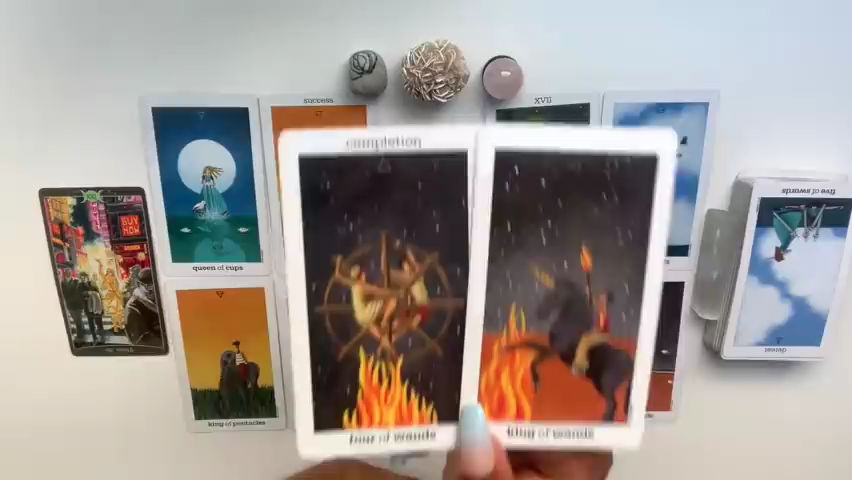 success
XVII
completion
BUY
NOW
queen of cups
five of swords
four of wands
king of wands
king of pentacles